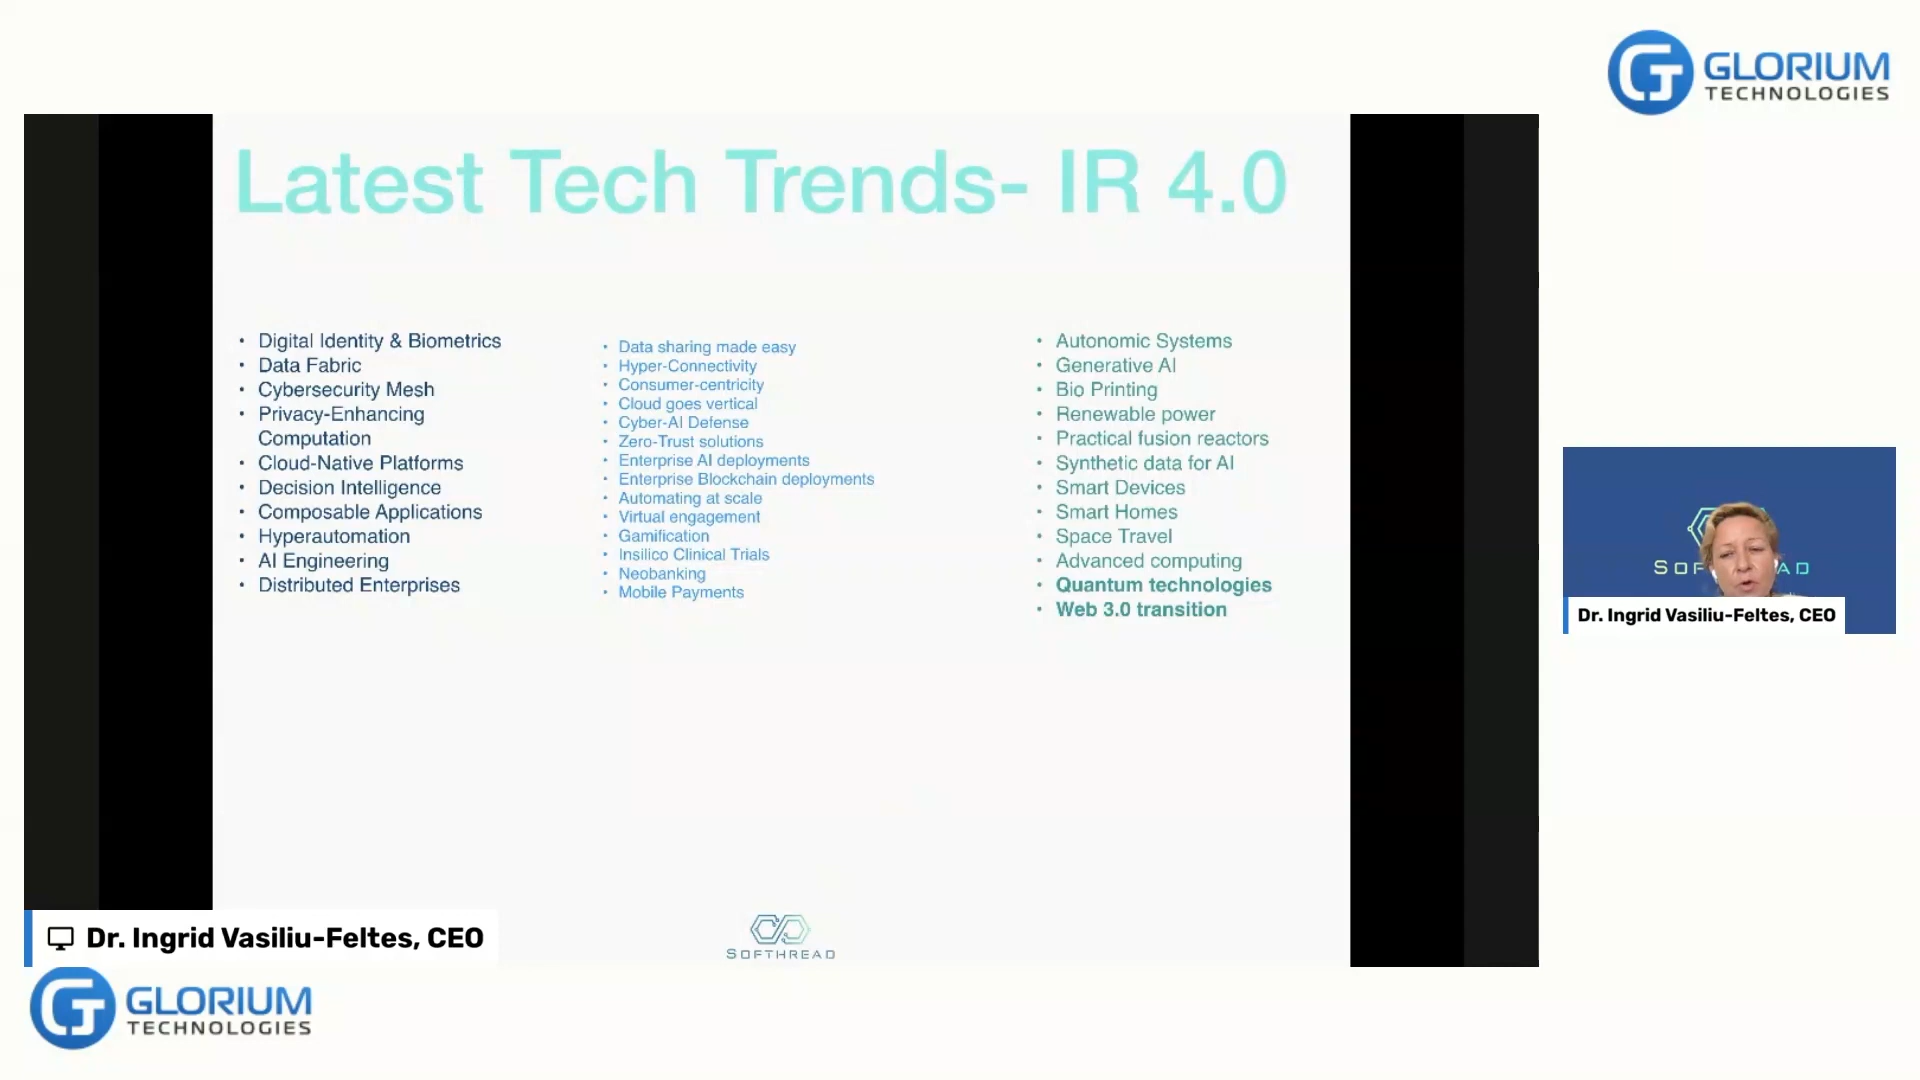 GLORIUM
TECHNOLOGIES
Latest Tech Trends- IR 4.0
• Digital Identity & Biometrics
• Data Fabric
• Cybersecurity Mesh
• Privacy-Enhancing
Computation
• Cloud-Native Platforms
• Decision Intelligence
• Composable Applications
• Hyperautomation
• AI Engineering
• Distributed Enterprises
• Data sharing made easy
• Hyper-Connectivity
• Consumer-centricity
• Cloud goes vertical
• Cyber-AI Defense
• Zero-Trust solutions
• Enterprise AI deployments
• Enterprise Blockchain deployments
• Automating at scale
• Virtual engagement
• Gamification
• Insilico Clinical Trials
• Neobanking
• Mobile Payments
• Autonomic Systems
• Generative AI
• Bio Printing
• Renewable power
• Practical fusion reactors
• Synthetic data for AI
• Smart Devices
• Smart Homes
• Space Travel
• Advanced computing
• Quantum technologies
• Web 3.0 transition
SOF AD
Dr. Ingrid Vasiliu-Feltes, CEO
Dr. Ingrid Vasiliu-Feltes, CEO
SOFTHREAD
GLORIUM
TECHNOLOGIES